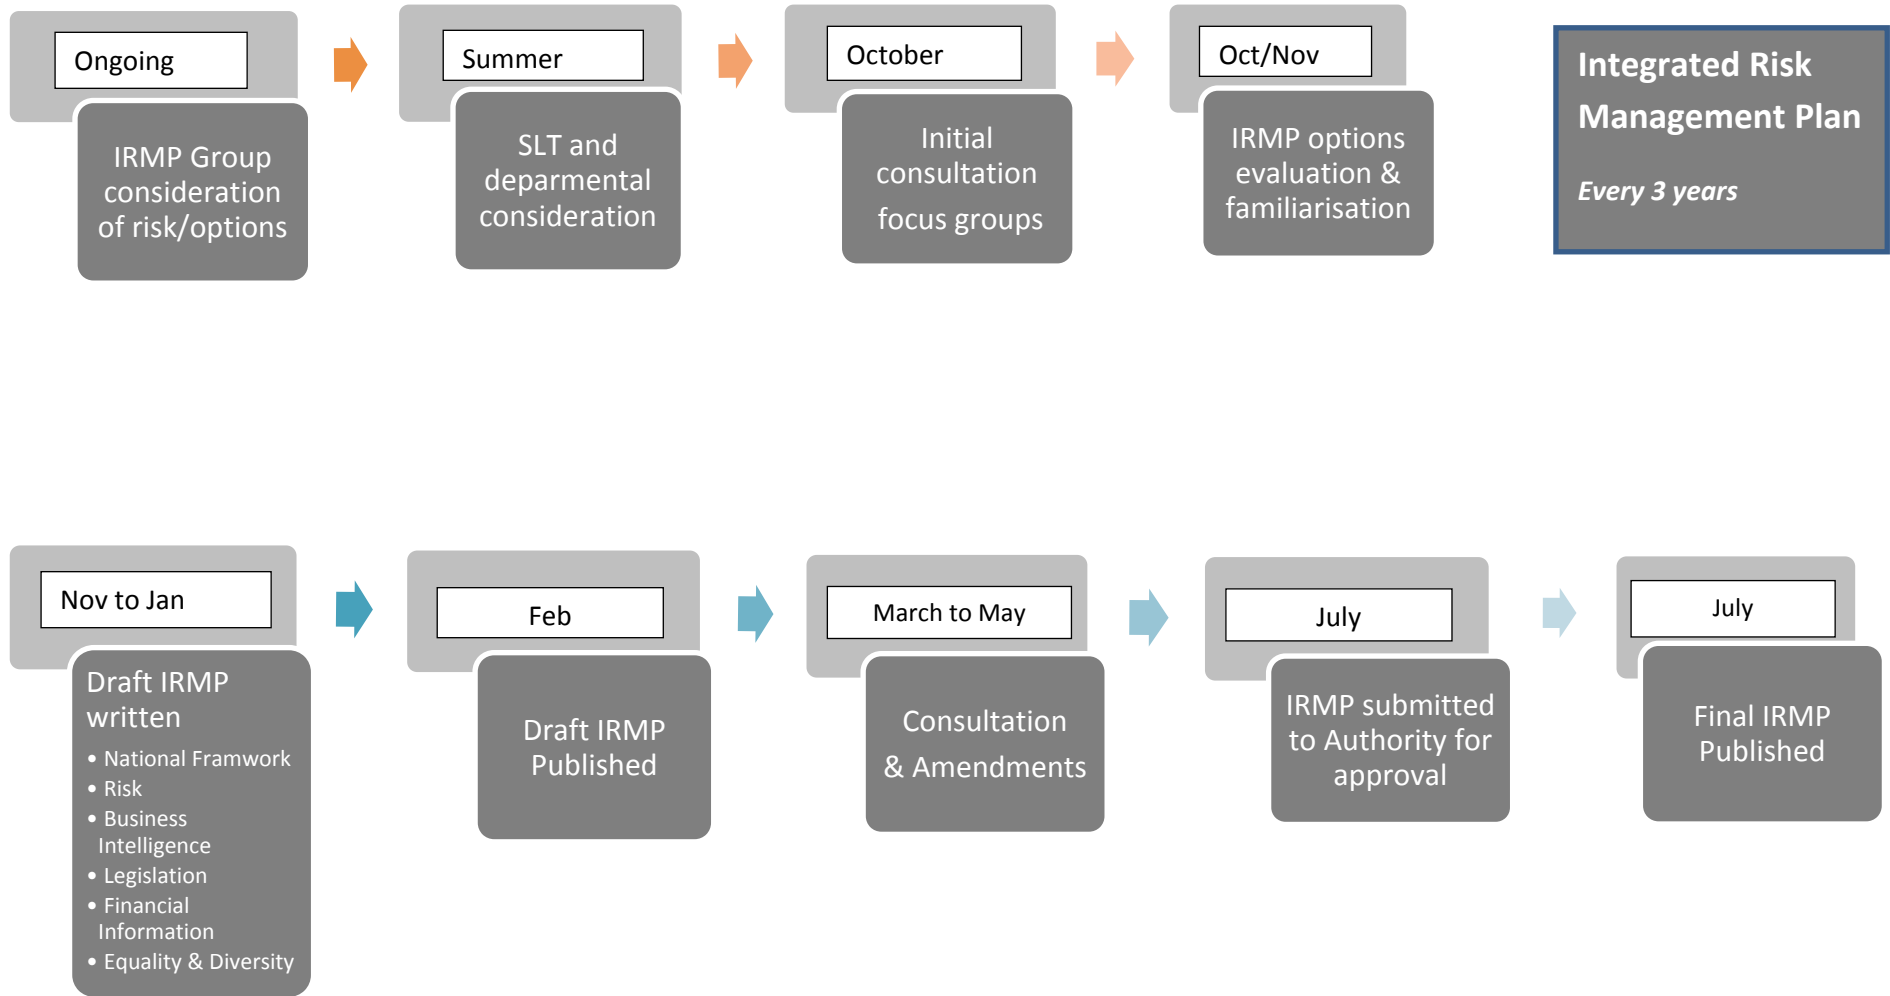 Ongoing
IRMP Group
consideration
of risk/options
Summer
SLT and
deparmental
consideration
October
Initial
consultation
focus groups
Oct/Nov
IRMP options
evaluation &
familiarisation
Integrated Risk
Management Plan
Every 3 years
Nov to Jan
Draft IRMP
written
• National Framwork
• Risk
• Business
Intelligence
• Legislation
• Financial
Information
• Equality & Diversity
Feb
Draft IRMP
Published
March to May
Consultation
& Amendments
July
IRMP submitted
to Authority for
approval
July
Final IRMP
Published